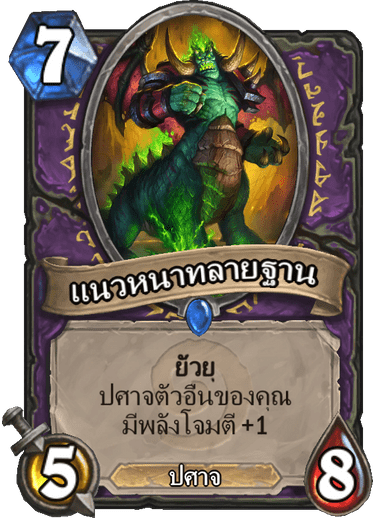 7
แนวหนาทลายฐาน
ยั่วยุ
ปศาจตัวอื่นของคุณ
มีพลังโจมตี +1
5
ปศาจ
8